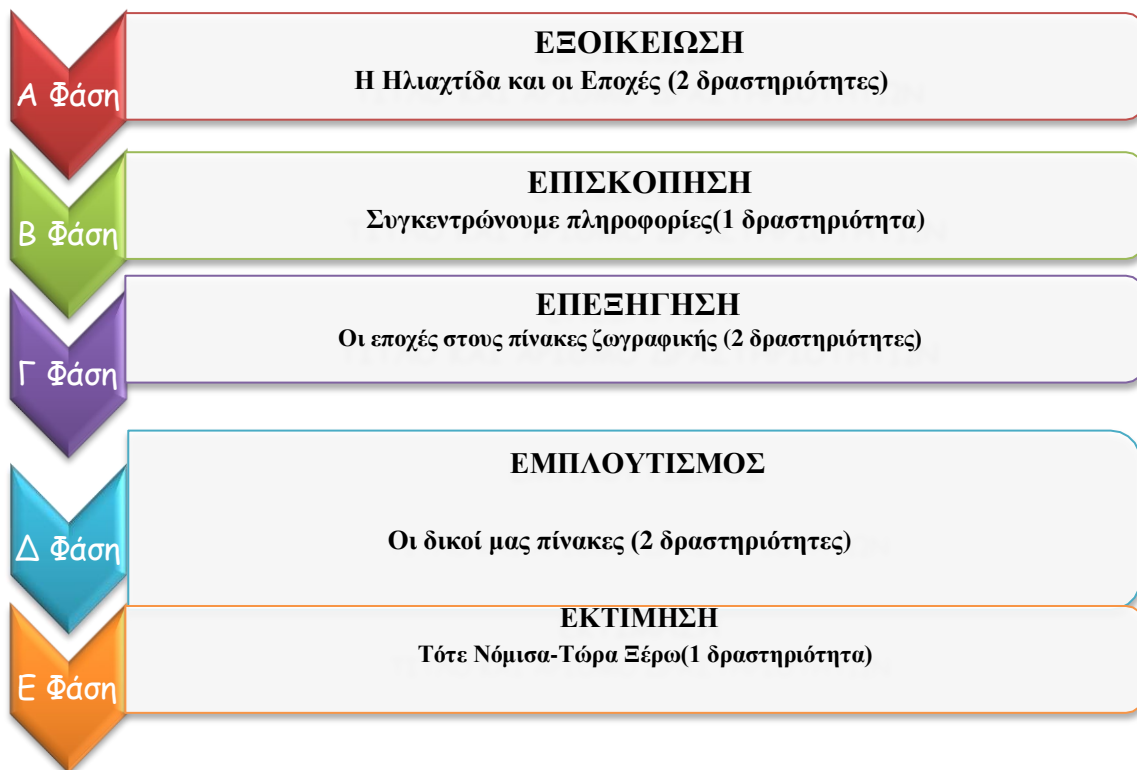 ΕΞΟΙΚΕΙΩΣΗ
Η Ηλιαχτίδα και οι Εποχές (2 δραστηριότητες)
Α Φάση
ΕΠΙΣΚΟΠΗΣΗ
Συγκεντρώνουμε πληροφορίες(1 δραστηριότητα)
Β Φάση
ΕΠΕΞΗΓΗΣΗ
Οι εποχές στους πίνακες ζωγραφικής (2 δραστηριότητες)
Γ Φάση
ΕΜΠΛΟΥΤΙΣΜΟΣ
Οι δικοί μας πίνακες (2 δραστηριότητες)
Δ Φάση
ΕΚΤΙΜΗΣΗ
Τότε Νόμισα-Τώρα Ξέρω(1 δραστηριότητα)
Ε Φάση